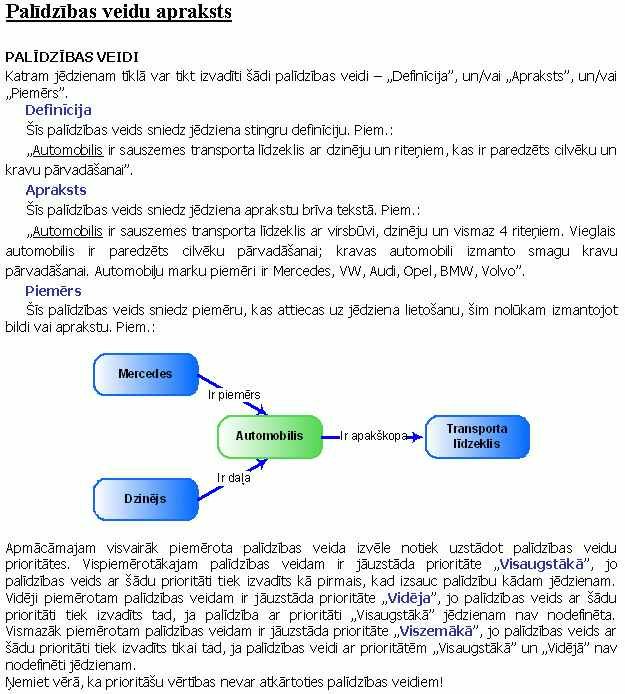 Palīdzības veidu apraksts
PALĪDZĪBAS VEIDI
Katram jēdzienam tīklā var tikt izvadīti šādi palīdzības veidi – „Definīcija”, un/vai „Apraksts”, un/vai
„Piemērs”.
Definīcija
Šīs palīdzības veids sniedz jēdziena stingru definīciju. Piem.:
„Automobilis ir sauszemes transporta līdzeklis ar dzinēju un riteņiem, kas ir paredzēts cilvēku un
kravu pārvadāšanai”.
Apraksts
Šīs palīdzības veids sniedz jēdziena aprakstu brīva tekstā. Piem.:
„Automobilis ir sauszemes transporta līdzeklis ar virsbūvi, dzinēju un vismaz 4 riteņiem. Vieglais
automobilis ir paredzēts cilvēku pārvadāšanai; kravas automobili izmanto smagu kravu
pārvadāšanai. Automobiļu marku piemēri ir Mercedes, VW, Audi, Opel, BMW, Volvo”.
Piemērs
Šīs palīdzības veids sniedz piemēru, kas attiecas uz jēdziena lietošanu, šim nolūkam izmantojot
bildi vai aprakstu. Piem.:
Mercedes
Ir piemērs
Automobilis
Ir apakškopa
Transporta
līdzeklis
Ir daļa
Dzinējs
Apmācāmajam visvairāk piemērota palīdzības veida izvēle notiek uzstādot palīdzības veidu
prioritātes. Vispiemērotākajam palīdzības veidam ir jāuzstāda prioritāte „Visaugstākā”, jo
palīdzības veids ar šādu prioritāti tiek izvadīts kā pirmais, kad izsauc palīdzību kādam jēdzienam.
Vidēji piemērotam palīdzības veidam ir jāuzstāda prioritāte „Vidēja”, jo palīdzības veids ar šādu
prioritāti tiek izvadīts tad, ja palīdzība ar prioritāti „Visaugstākā” jēdzienam nav nodefinēta.
Vismazāk piemērotam palīdzības veidam ir jāuzstāda prioritāte „Viszemākā”, jo palīdzības veids ar
šādu prioritāti tiek izvadīts tikai tad, ja palīdzības veidi ar prioritātēm „Visaugstākā” un „Vidējā” nav
nodefinēti jēdzienam.
Ņemiet vērā, ka prioritāšu vērtības nevar atkārtoties palīdzības veidiem!